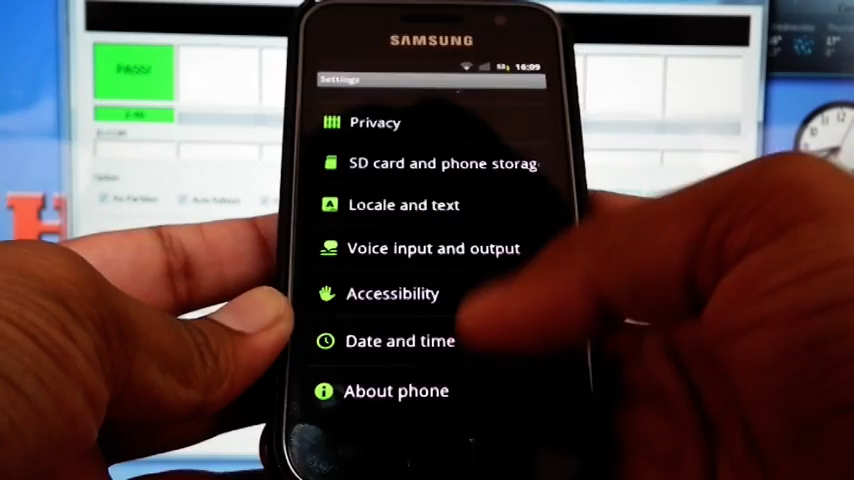 SAMSUNG
16:09
Settings
Privacy
SD card and phone storag
Locale and text
Voice input and output
Accessibility
Date and time
About phone
PASS!